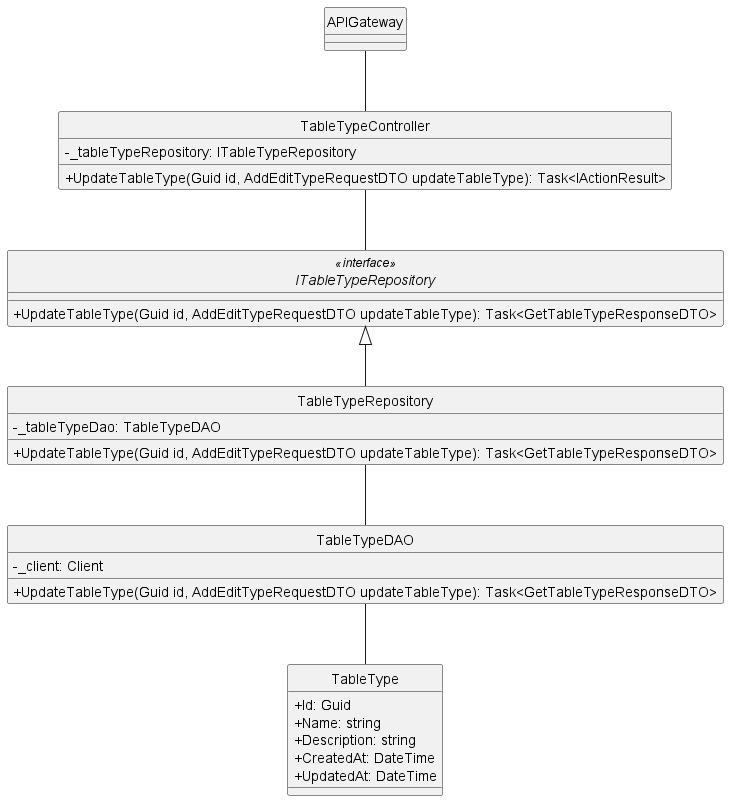 APIGateway
TableTypeController
-_tableTypeRepository: ITableTypeRepository
+UpdateTableType(Guid id, AddEditTypeRequestDTO updateTableType): Task<IActionResult>
«interface»
ITableTypeRepository
+UpdateTableType(Guid id, AddEditTypeRequestDTO updateTableType): Task<GetTableTypeResponseDTO>
TableTypeRepository
-_tableTypeDao: TableTypeDAO
+UpdateTableType(Guid id, AddEditTypeRequestDTO updateTableType): Task<GetTableTypeResponseDTO>
TableTypeDAO
-_client: Client
+UpdateTableType(Guid id, AddEditTypeRequestDTO updateTableType): Task<GetTableTypeResponseDTO>
TableType
+Id: Guid
+Name: string
+Description: string
+CreatedAt: DateTime
+UpdatedAt: DateTime